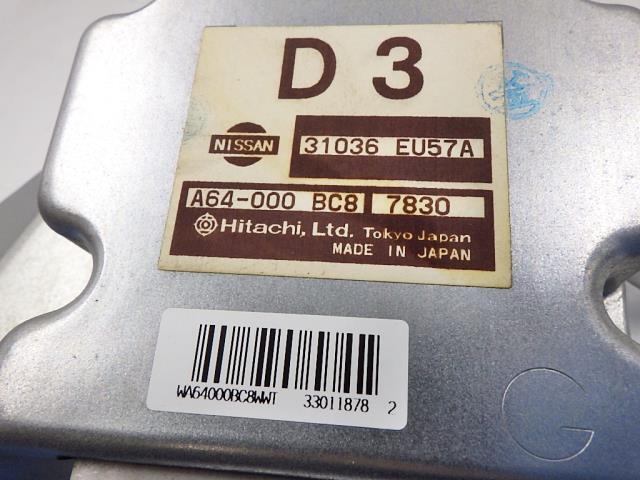 D 3
NISSAN 31036 EU57A
A64-000 BC8 7830
Hitachi, Ltd. Tokyo Japan
MADE IN JAPAN
WA64000BC8WWT 33011878 2
G